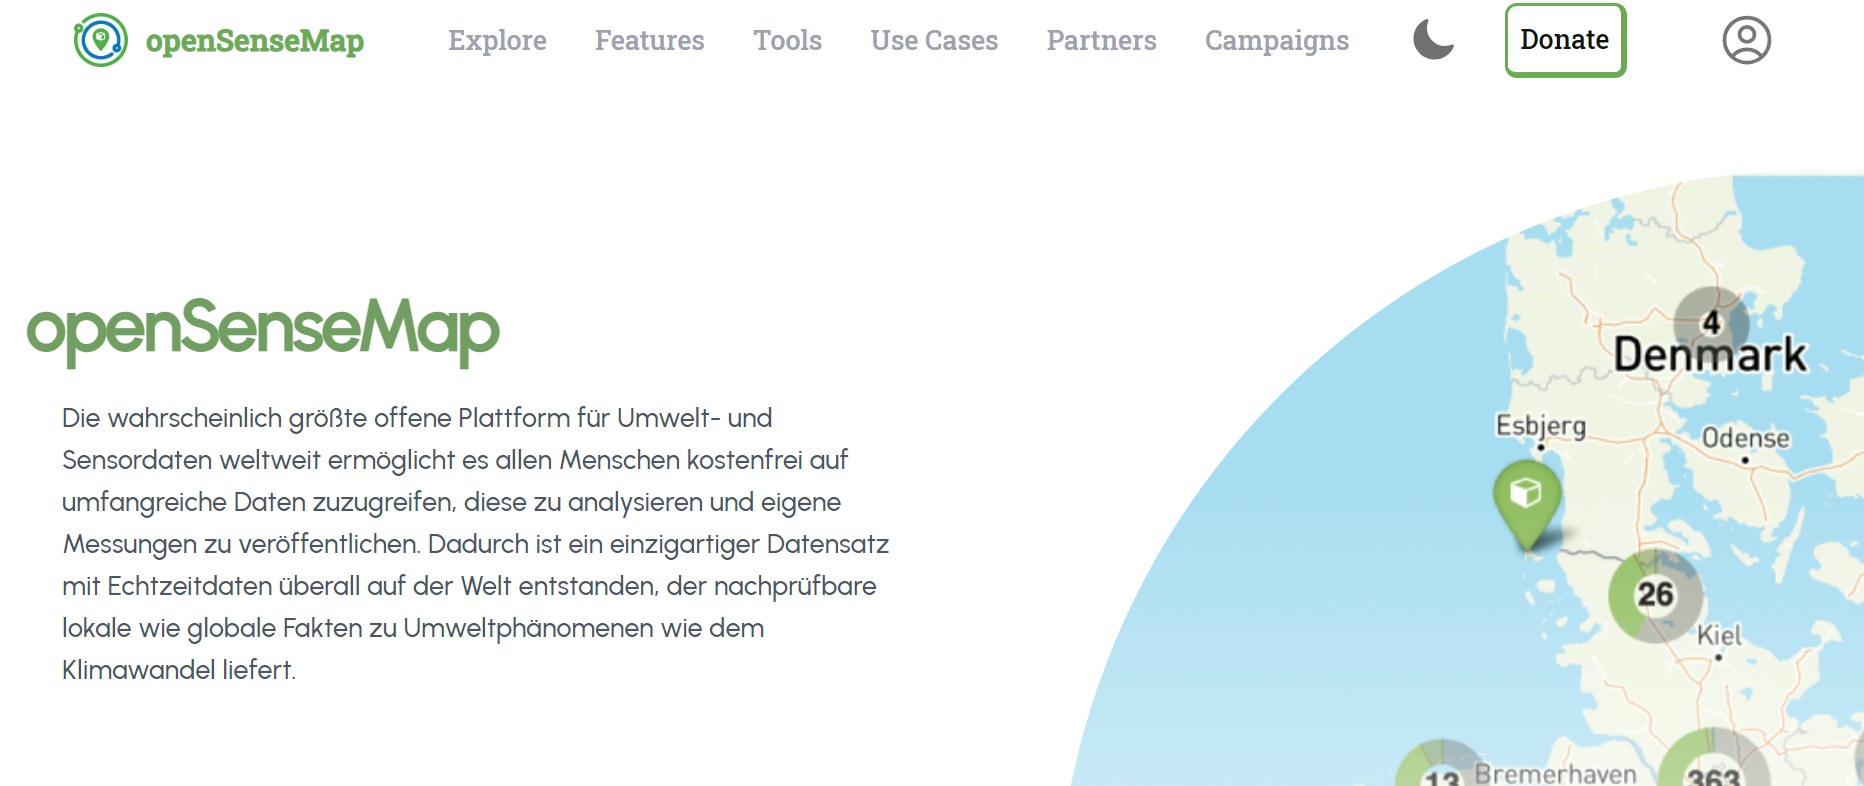 openSenseMap Explore Features Tools Use Cases Partners Campaigns Donate
openSenseMap
Die wahrscheinlich größte offene Plattform für Umwelt- und
Sensordaten weltweit ermöglicht es allen Menschen kostenfrei auf
umfangreiche Daten zuzugreifen, diese zu analysieren und eigene
Messungen zu veröffentlichen. Dadurch ist ein einzigartiger Datensatz
mit Echtzeitdaten überall auf der Welt entstanden, der nachprüfbare
lokale wie globale Fakten zu Umweltphänomenen wie dem
Klimawandel liefert.
4
Denmark
Esbjerg
Odense
26
Kiel
13
Bremerhaven
363